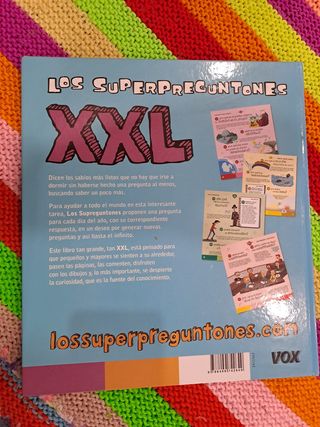 LOS SUPERPREGUNTONES
XXL
Dicen los sabios más listos que no hay que irse a
dormir sin haberse hecho una pregunta al menos,
buscando saber un poco más.
Para ayudar a todo el mundo en esta interesante
tarea, Los Supreguntones proponen una pregunta
para cada día del año, con su correspondiente
respuesta, en un deseo por generar nuevas
preguntas y así hasta el infinito.
Este libro tan grande, tan XXL, está pensado para
que pequeños y mayores se sienten a su alrededor,
pasen las páginas, las comenten, disfruten
con los dibujos y, lo más importante, se despierte
la curiosidad, que es la fuente del conocimiento.
lossuperpreguntones.com
VOX